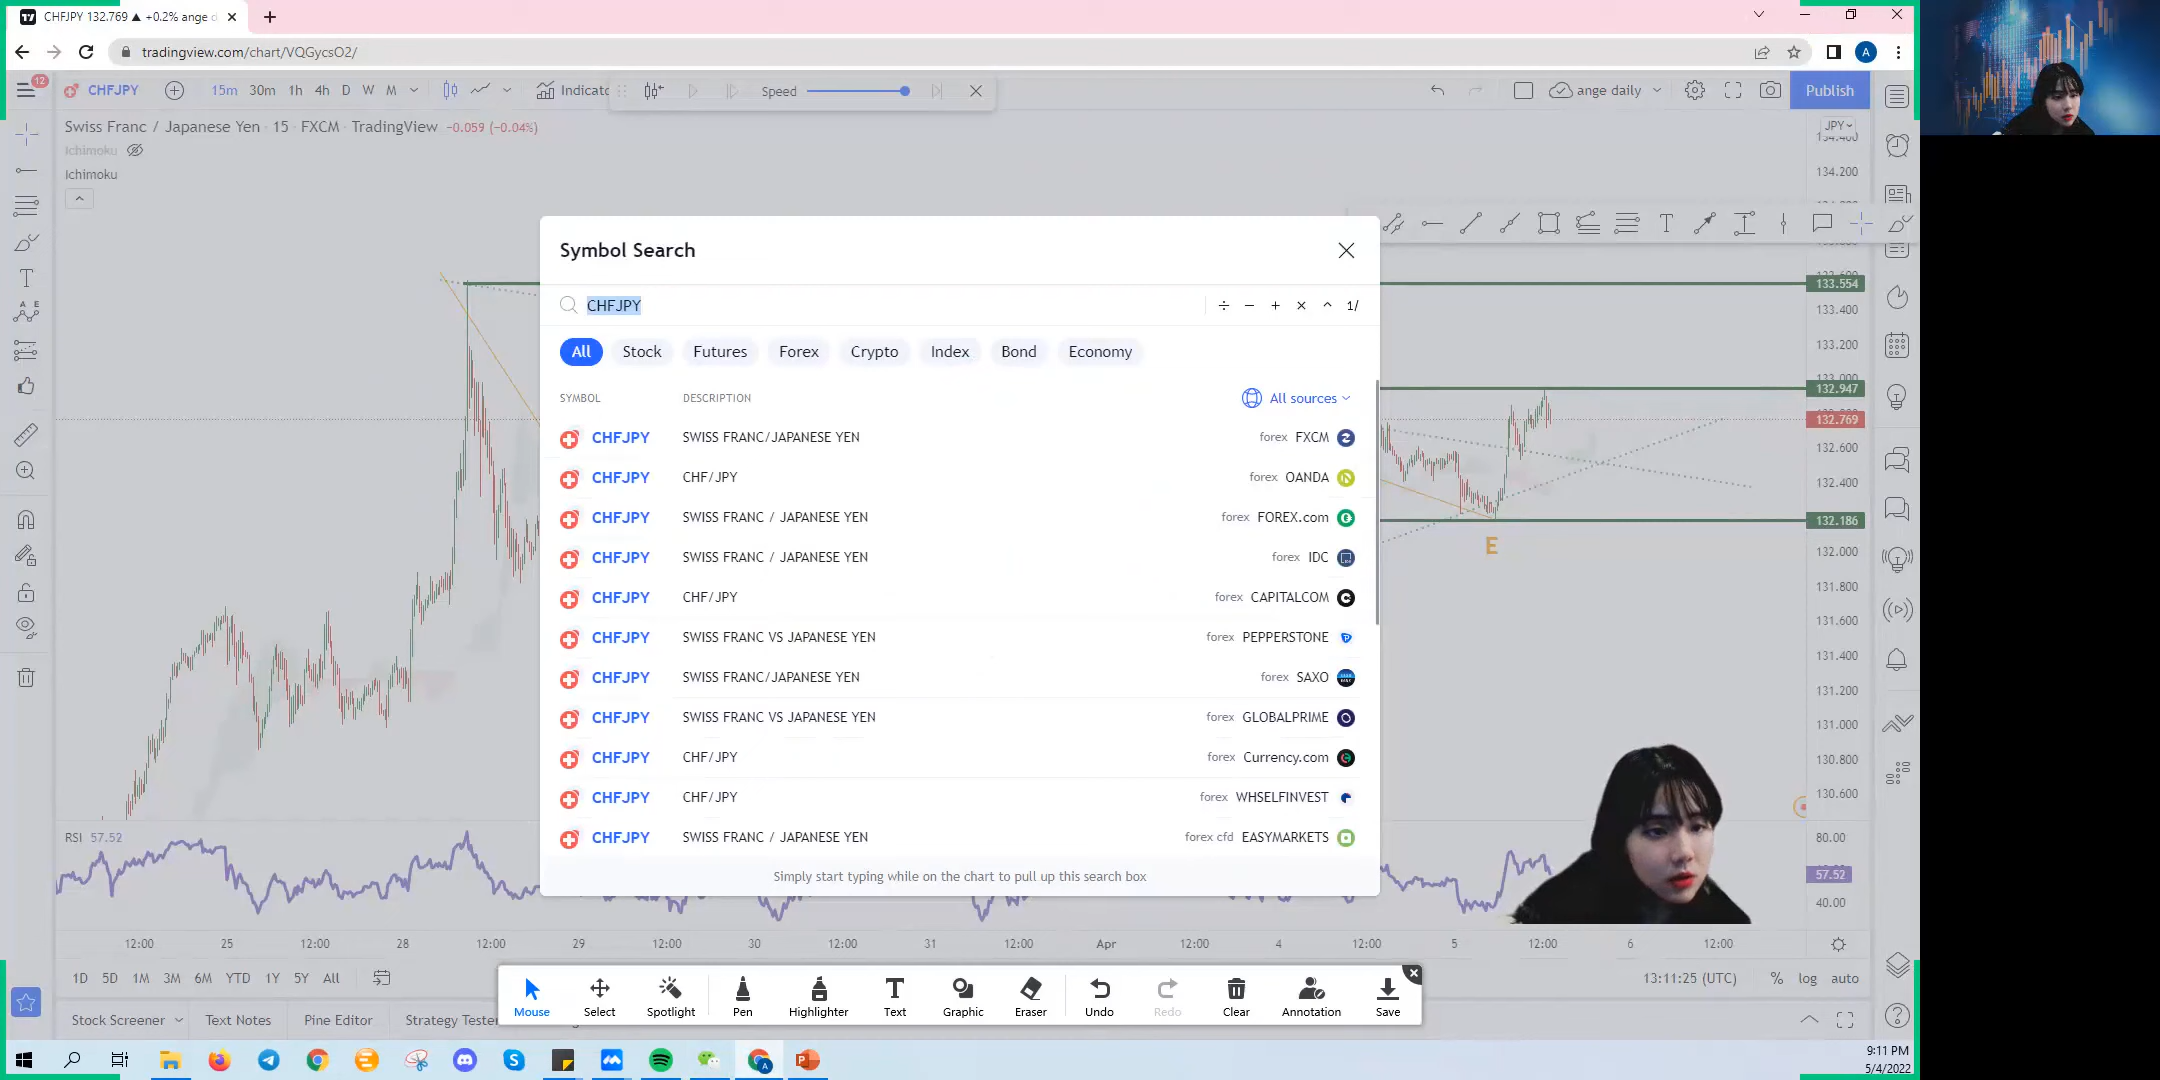 CHFJPY 132.769 ▲ +0.2% ange d
tradingview.com/chart/VQGycsO2/
A
12
CHFJPY
15m 30m 1h 4h D W M
Speed
ange daily
Publish
Swiss Franc / Japanese Yen · 15 · FXCM · TradingView −0.059 (−0.04%)
JPY
Ichimoku
Ichimoku
134.200
Symbol Search
CHFJPY
÷ − + × ^ 1/
All Stock Futures Forex Crypto Index Bond Economy
SYMBOL DESCRIPTION All sources
CHFJPY SWISS FRANC/JAPANESE YEN forex FXCM
CHFJPY CHF/JPY forex OANDA
CHFJPY SWISS FRANC / JAPANESE YEN forex FOREX.com
CHFJPY SWISS FRANC / JAPANESE YEN forex IDC
CHFJPY CHF/JPY forex CAPITALCOM
CHFJPY SWISS FRANC VS JAPANESE YEN forex PEPPERSTONE
CHFJPY SWISS FRANC/JAPANESE YEN forex SAXO
CHFJPY SWISS FRANC VS JAPANESE YEN forex GLOBALPRIME
CHFJPY CHF/JPY forex Currency.com
CHFJPY CHF/JPY forex WHSELFINVEST
CHFJPY SWISS FRANC / JAPANESE YEN forex cfd EASYMARKETS
Simply start typing while on the chart to pull up this search box
133.554
133.400
133.200
132.947
132.769
132.600
132.400
132.186
132.000
131.800
131.600
131.400
131.200
131.000
130.800
130.600
E
RSI 57.52
80.00
57.52
40.00
12:00 25 12:00 28 12:00 29 12:00 30 12:00 31 12:00 Apr 12:00 4 12:00 5 12:00 6 12:00
1D 5D 1M 3M 6M YTD 1Y 5Y All
13:11:25 (UTC) % log auto
Mouse Select Spotlight Pen Highlighter Text Graphic Eraser Undo Redo Clear Annotation Save
Stock Screener Text Notes Pine Editor
9:11 PM
5/4/2022